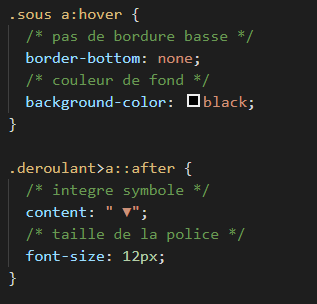 .sous a:hover {
/* pas de bordure basse */
border-bottom: none;
/* couleur de fond */
background-color: black;
}
.deroulant>a::after {
/* integre symbole */
content: " ▼";
/* taille de la police */
font-size: 12px;
}